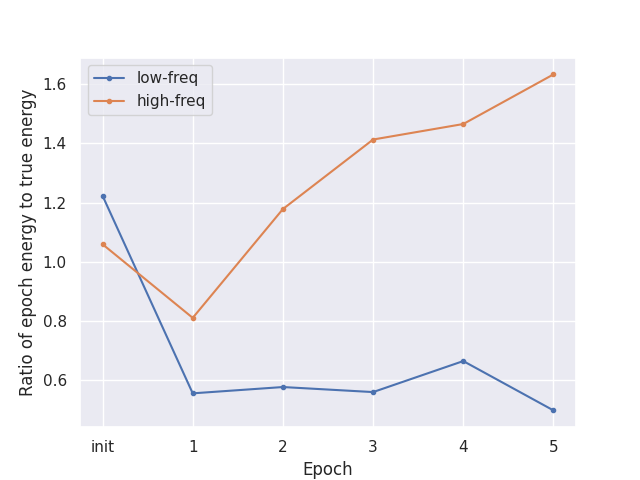 low-freq
high-freq
Ratio of epoch energy to true energy
1.6
1.4
1.2
1.0
0.8
0.6
init 1 2 3 4 5
Epoch